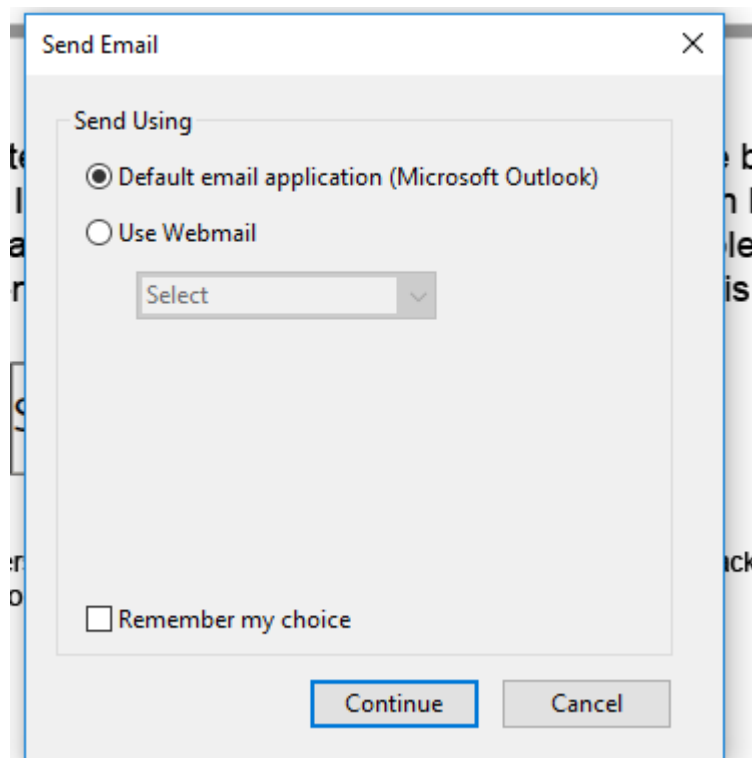 Send Email
Send Using
Default email application (Microsoft Outlook)
Use Webmail
Select
Remember my choice
Continue
Cancel